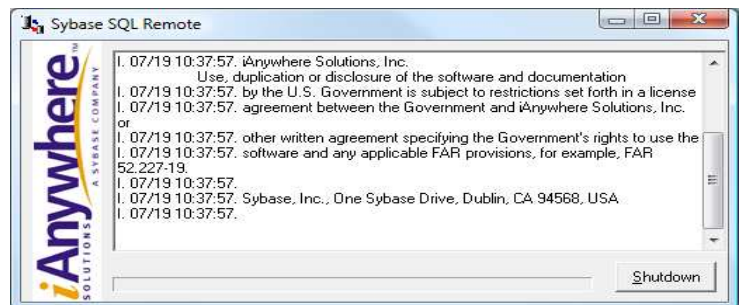 Sybase SQL Remote
iAnywhere
SOLUTIONS
A SYBASE COMPANY
I. 07/19 10:37:57. iAnywhere Solutions, Inc.
Use, duplication or disclosure of the software and documentation
I. 07/19 10:37:57. by the U.S. Government is subject to restrictions set forth in a license
I. 07/19 10:37:57. agreement between the Government and iAnywhere Solutions, Inc.
or
I. 07/19 10:37:57. other written agreement specifying the Government's rights to use the
I. 07/19 10:37:57. software and any applicable FAR provisions, for example, FAR
52.227-19.
I. 07/19 10:37:57.
I. 07/19 10:37:57. Sybase, Inc., One Sybase Drive, Dublin, CA 94568, USA
I. 07/19 10:37:57.
Shutdown